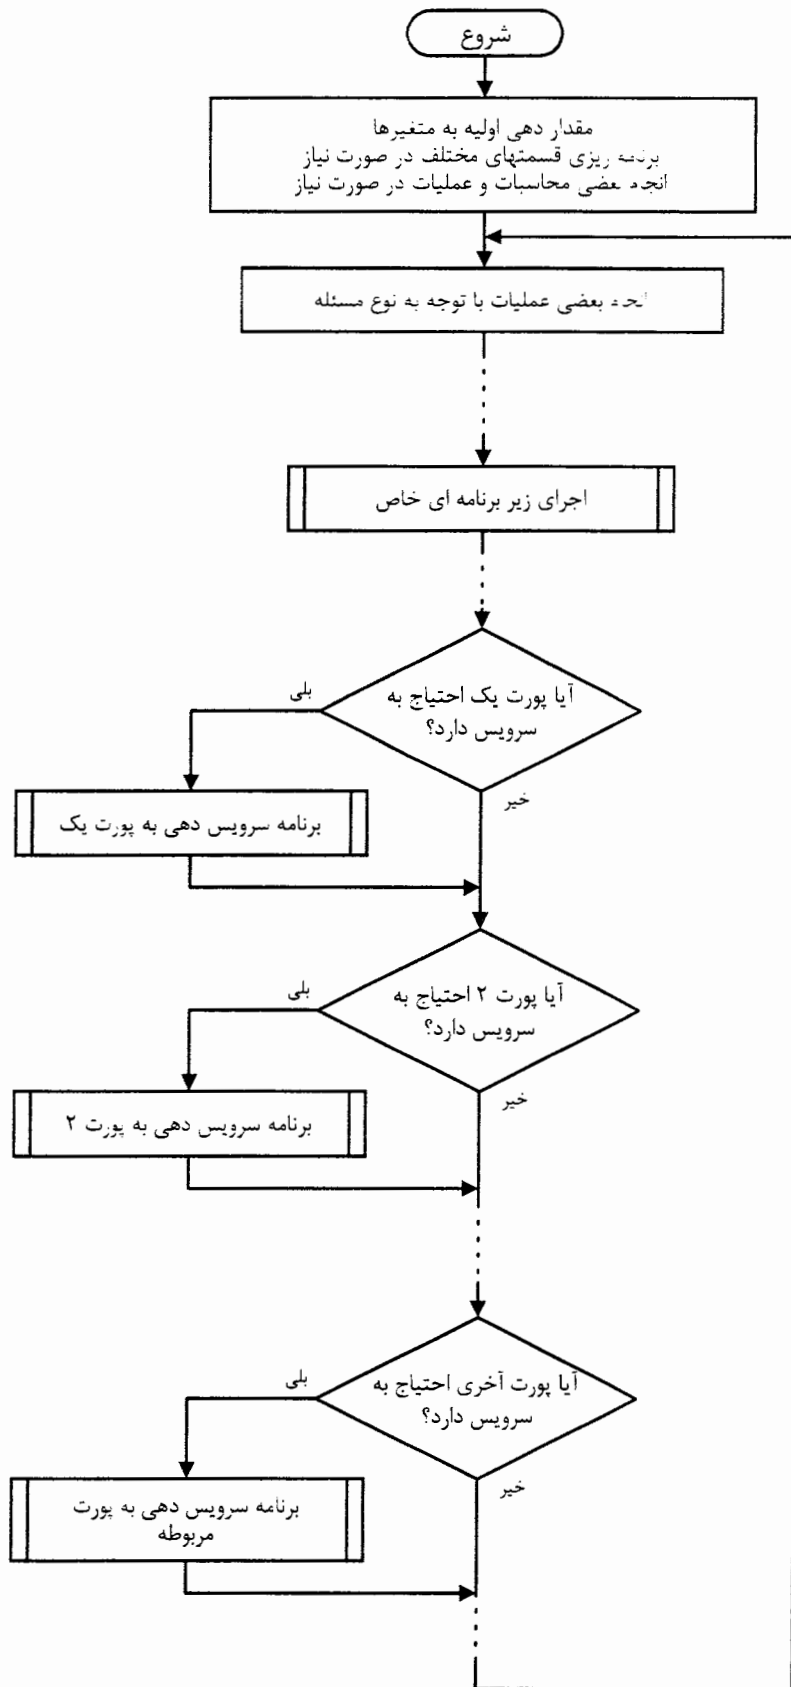 شروع
مقدار دهی اولیه به متغیرها
برنامه ریزی قسمتهای مختلف در صورت نیاز
انجام بعضی محاسبات و عملیات در صورت نیاز
انجام بعضی عملیات با توجه به نوع مسئله
اجرای زیر برنامه ای خاص
آیا پورت یک احتیاج به
سرویس دارد؟
بلی
خیر
برنامه سرویس دهی به پورت یک
آیا پورت ۲ احتیاج به
سرویس دارد؟
بلی
خیر
برنامه سرویس دهی به پورت ۲
آیا پورت آخری احتیاج به
سرویس دارد؟
بلی
خیر
برنامه سرویس دهی به پورت
مربوطه